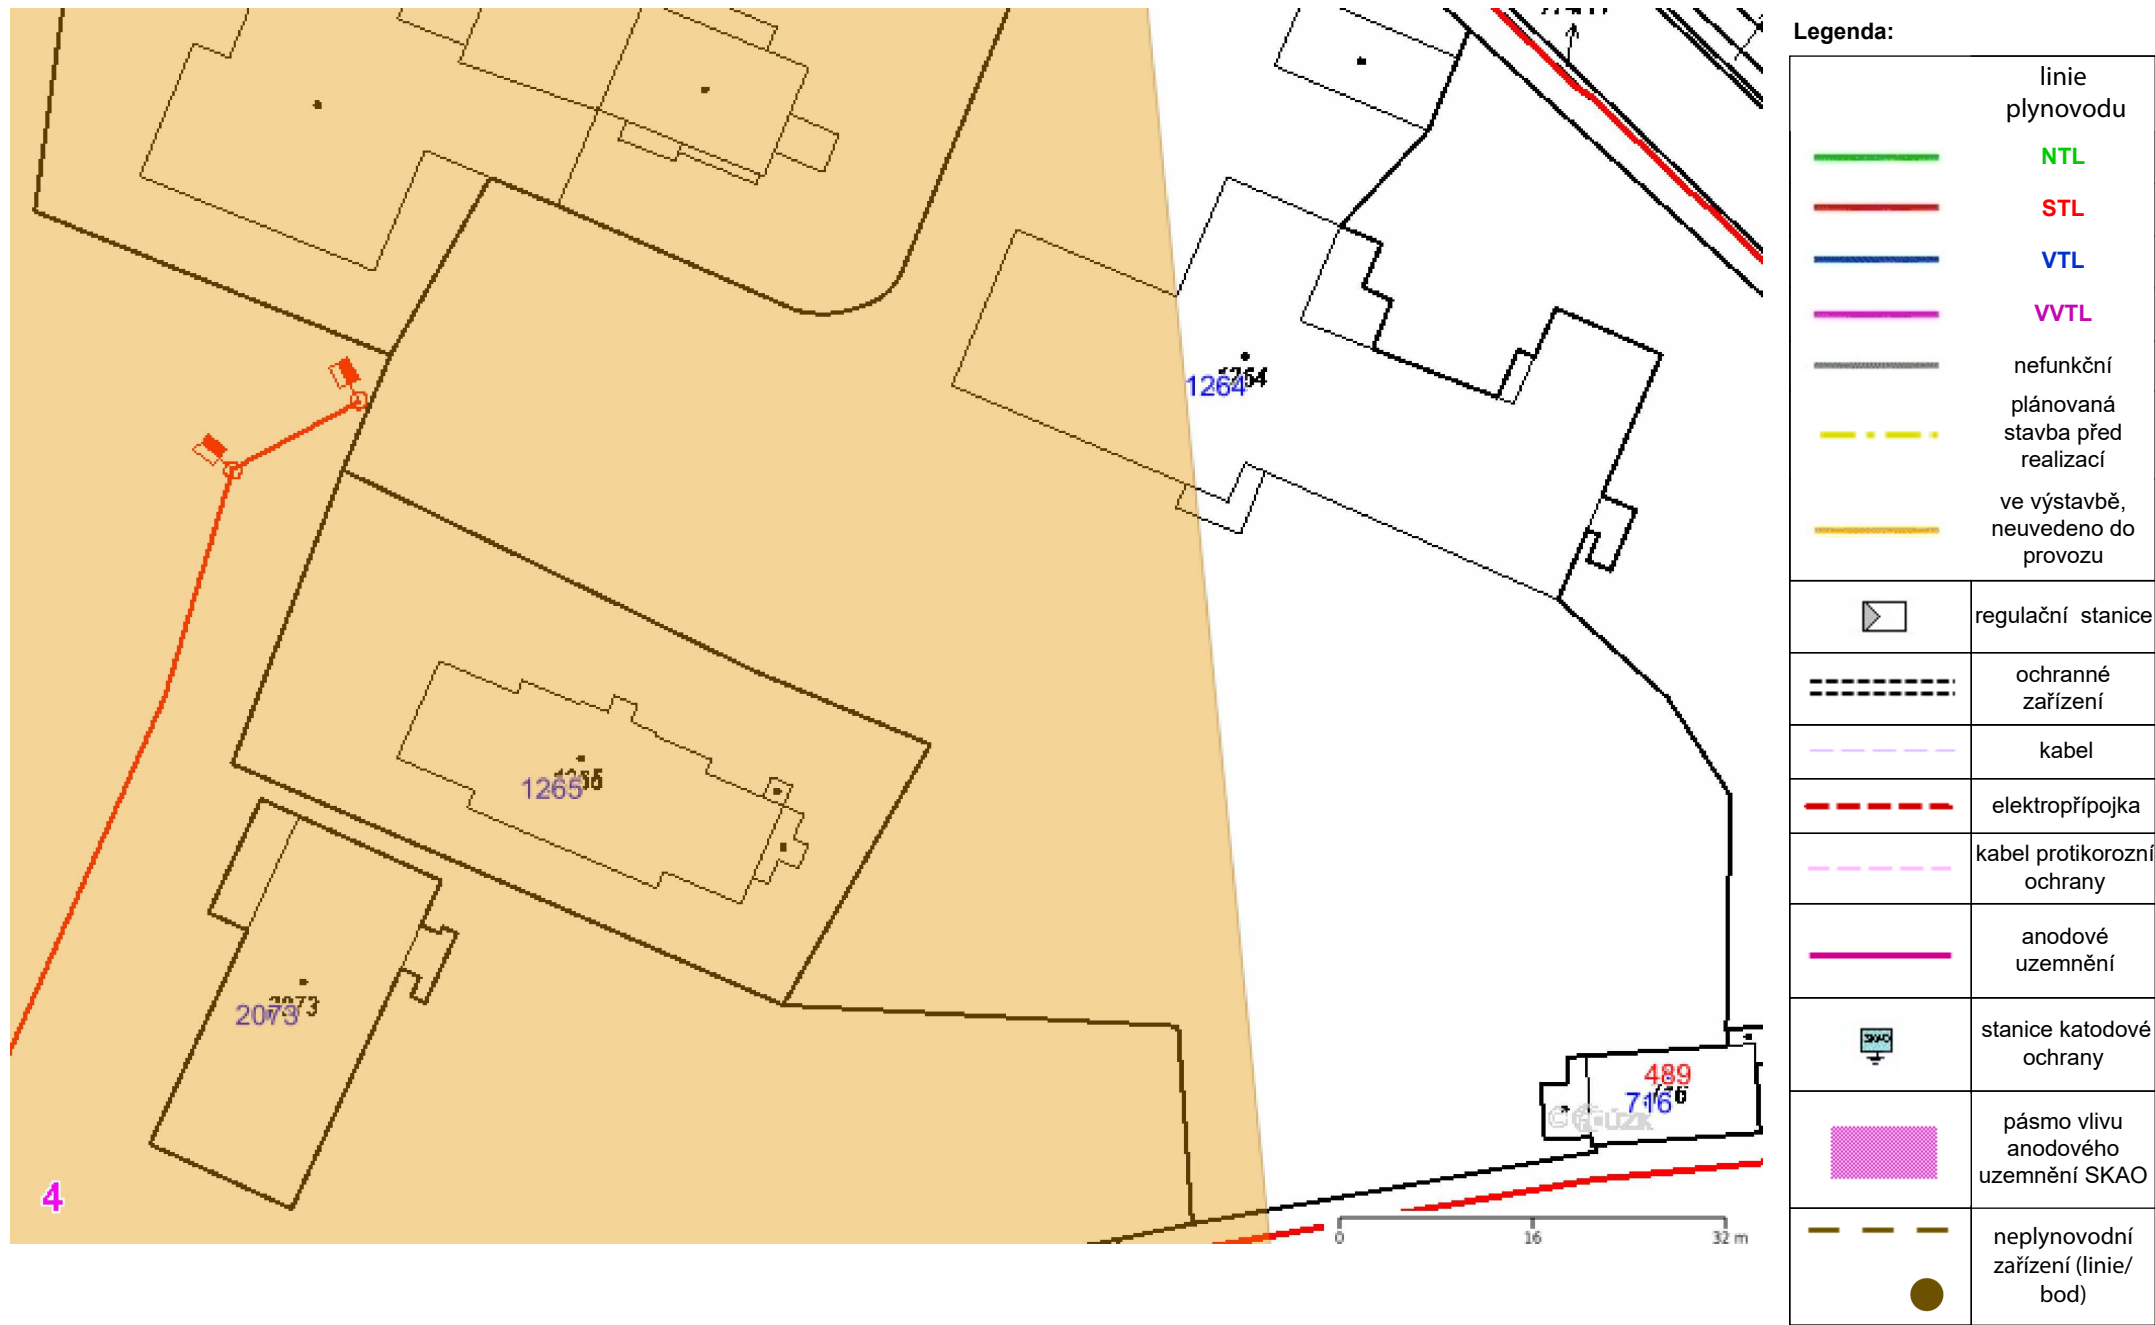 Legenda:
linie
plynovodu
NTL
STL
VTL
VVTL
nefunkční
plánovaná
stavba před
realizací
ve výstavbě,
neuvedeno do
provozu
regulační stanice
ochranné
zařízení
kabel
elektropřípojka
kabel protikorozní
ochrany
anodové
uzemnění
SKAO
stanice katodové
ochrany
pásmo vlivu
anodového
uzemnění SKAO
neplynovodní
zařízení (linie/
bod)
1264
1265
2073
489
716
4
0 16 32 m